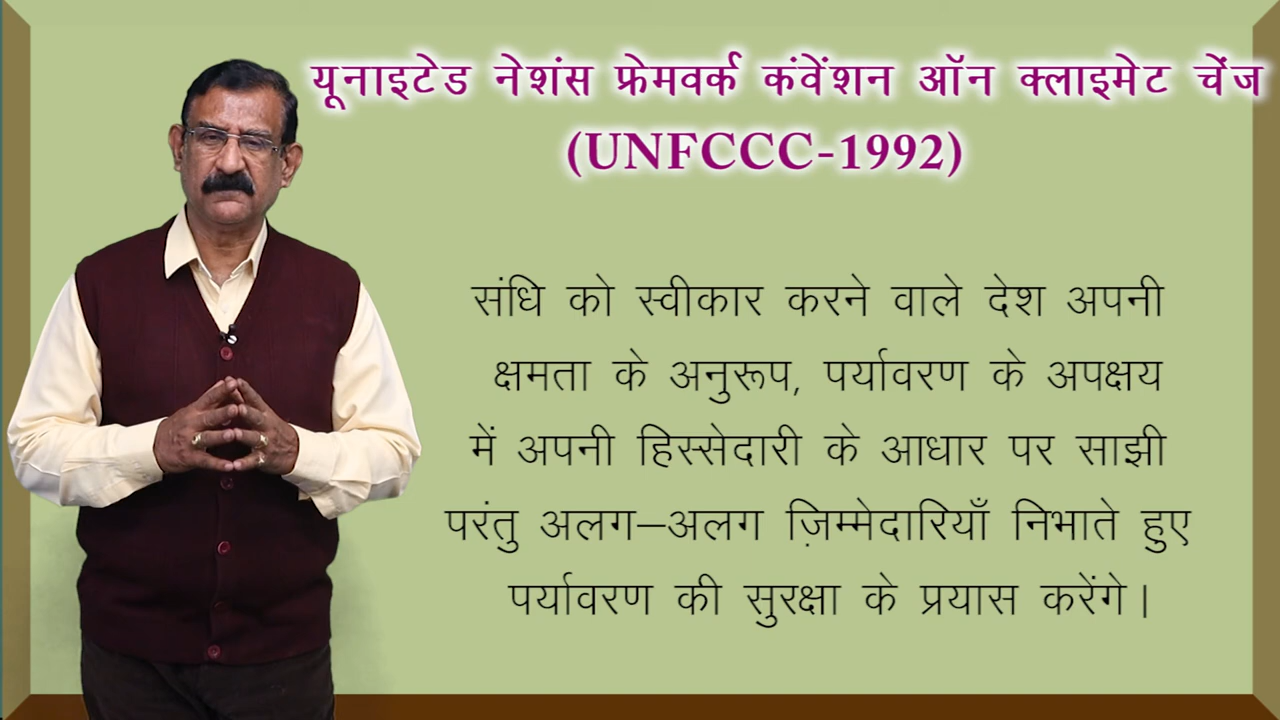 यूनाइटेड नेशंस फ्रेमवर्क कंवेंशन ऑन क्लाइमेट चेंज
(UNFCCC-1992)
संधि को स्वीकार करने वाले देश अपनी
क्षमता के अनुरूप, पर्यावरण के अपक्षय
में अपनी हिस्सेदारी के आधार पर साझी
परंतु अलग–अलग ज़िम्मेदारियाँ निभाते हुए
पर्यावरण की सुरक्षा के प्रयास करेंगे।